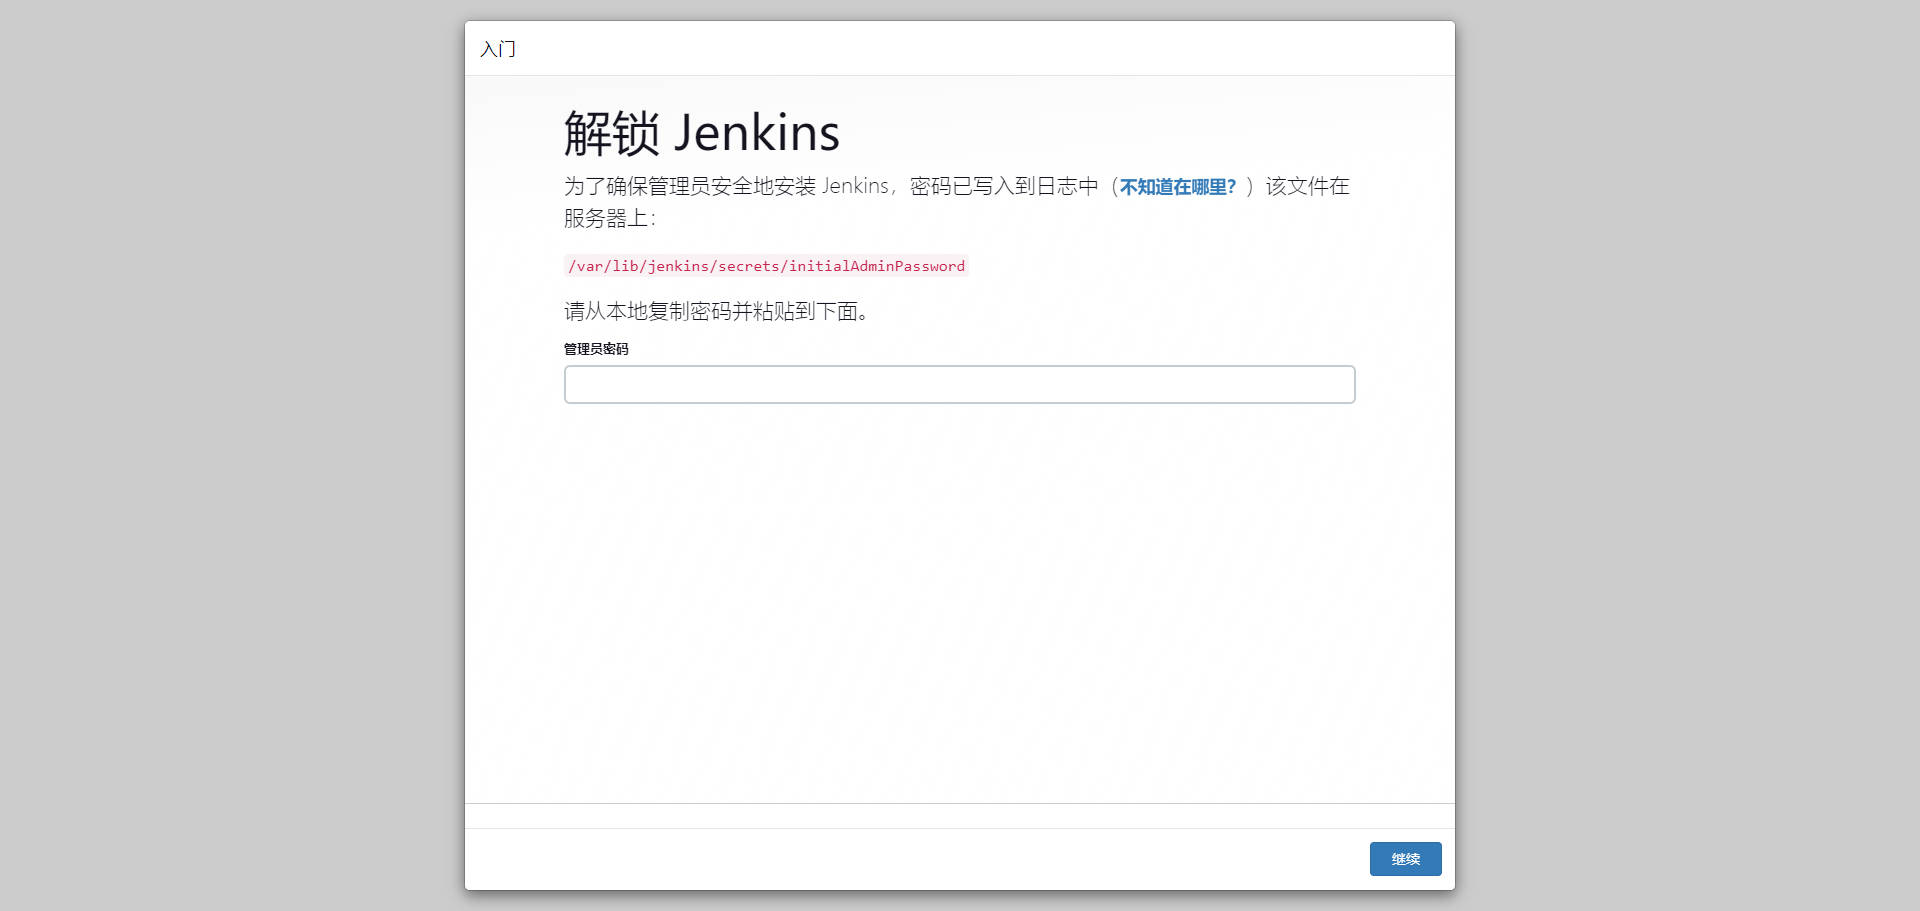 入门
解锁 Jenkins
为了确保管理员安全地安装 Jenkins，密码已写入到日志中（不知道在哪里？）该文件在
服务器上：
/var/lib/jenkins/secrets/initialAdminPassword
请从本地复制密码并粘贴到下面。
管理员密码
继续